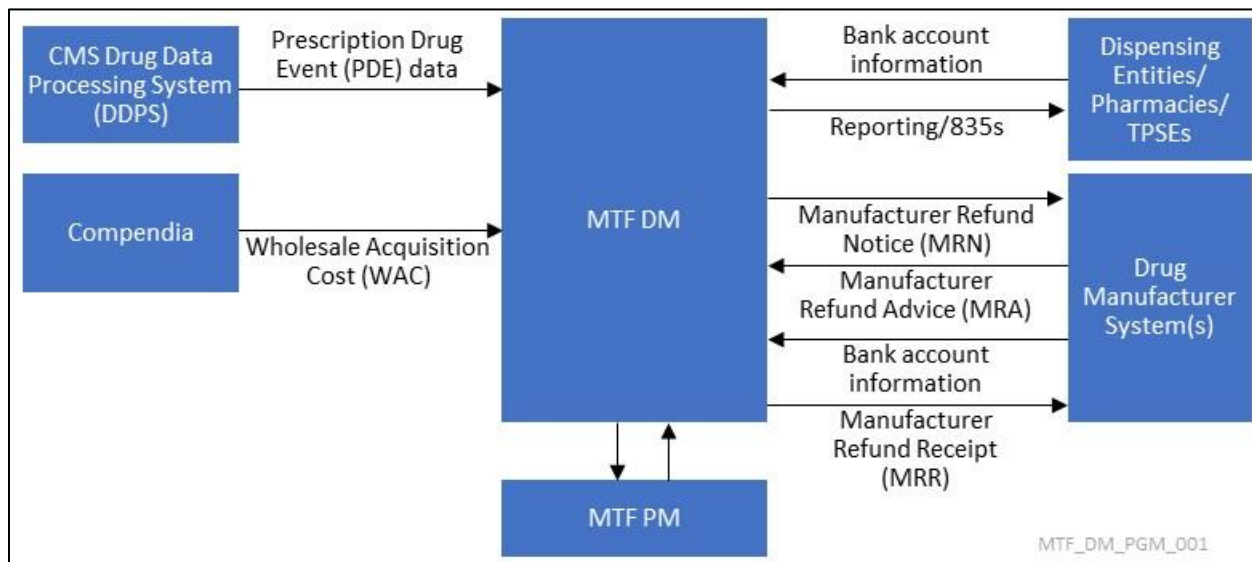 CMS Drug Data
Processing System
(DDPS)
Prescription Drug
Event (PDE) data
Compendia
Wholesale Acquisition
Cost (WAC)
MTF DM
MTF PM
Bank account
information
Reporting/835s
Dispensing
Entities/
Pharmacies/
TPSEs
Manufacturer Refund
Notice (MRN)
Manufacturer
Refund Advice (MRA)
Bank account
information
Manufacturer
Refund Receipt
(MRR)
Drug
Manufacturer
System(s)
MTF_DM_PGM_001